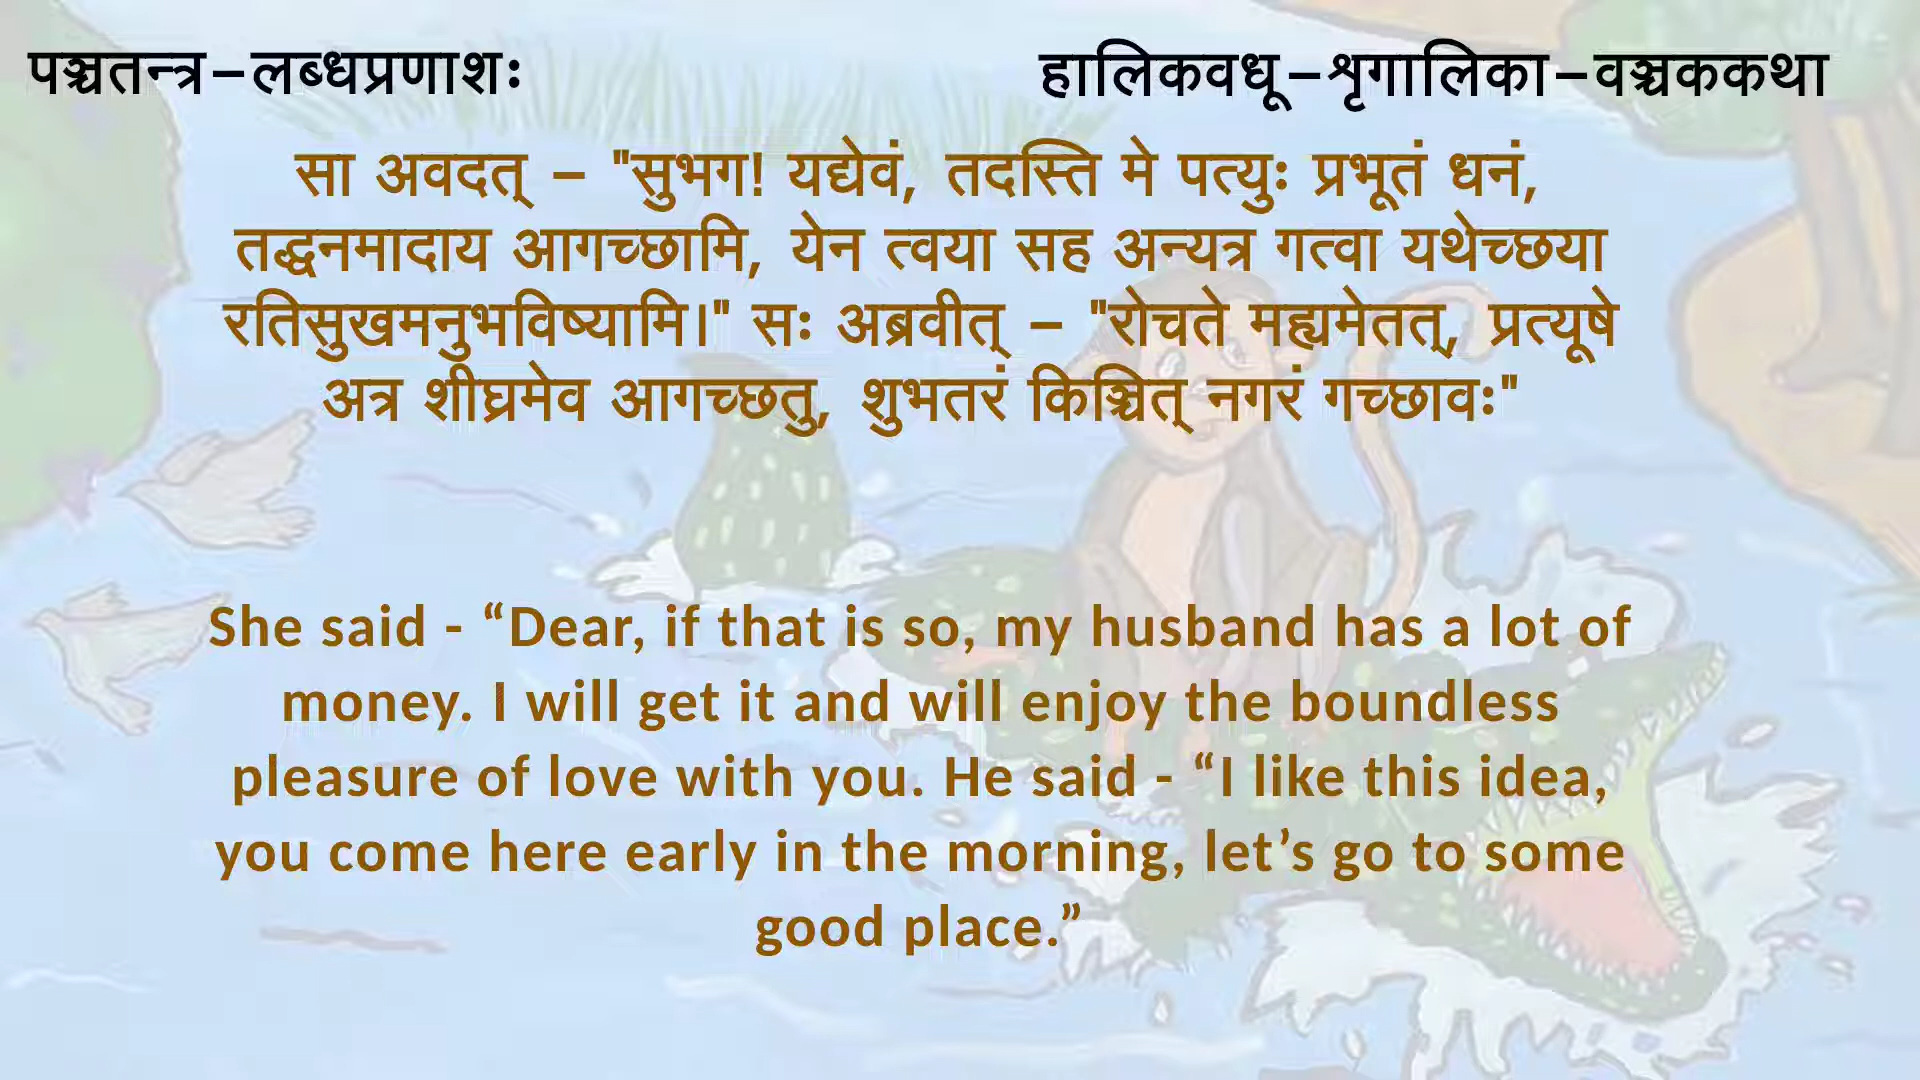 पञ्चतन्त्र–लब्धप्रणाशः
हालिकवधू–शृगालिका–वञ्चककथा
सा अवदत् – "सुभग! यद्येवं, तदस्ति मे पत्युः प्रभूतं धनं,
तद्धनमादाय आगच्छामि, येन त्वया सह अन्यत्र गत्वा यथेच्छया
रतिसुखमनुभविष्यामि।" सः अब्रवीत् – "रोचते मह्यमेतत्, प्रत्यूषे
अत्र शीघ्रमेव आगच्छतु, शुभतरं किञ्चित् नगरं गच्छावः"
She said - “Dear, if that is so, my husband has a lot of
money. I will get it and will enjoy the boundless
pleasure of love with you. He said - “I like this idea,
you come here early in the morning, let’s go to some
good place.”